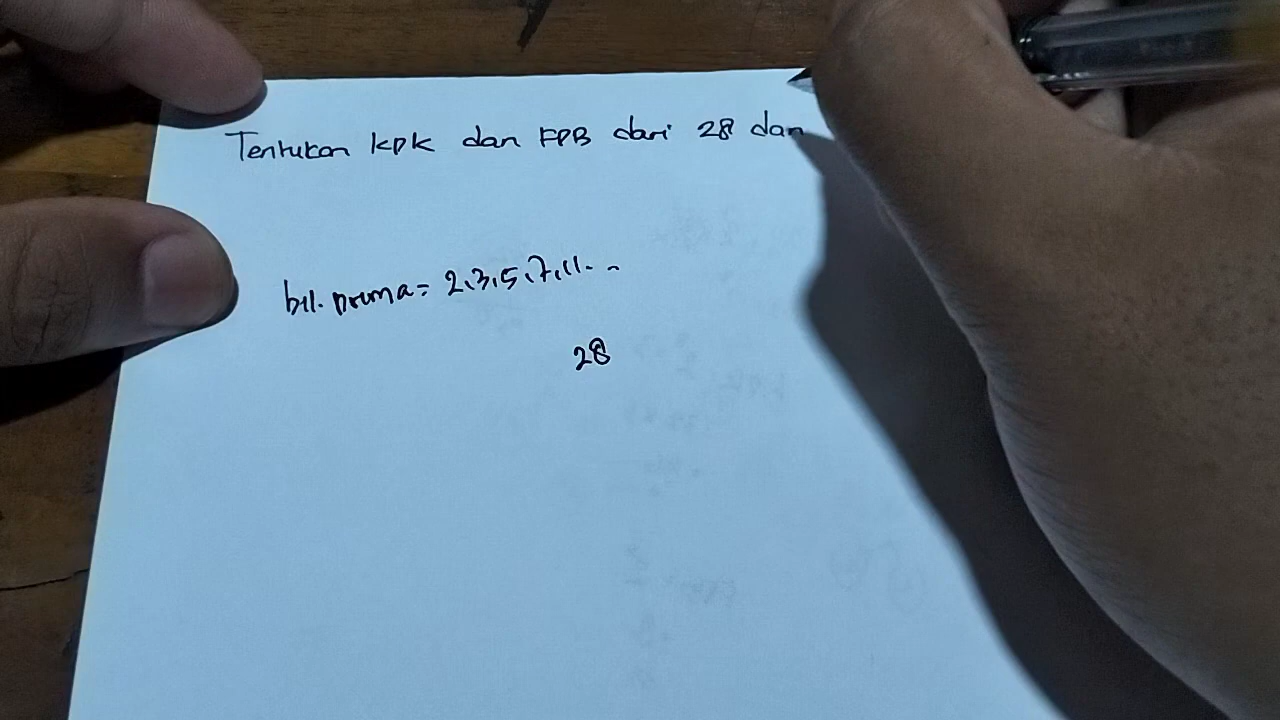 Tentukan KPK dan FPB dari 28 dan
bil. prima = 2,3,5,7,11...
28